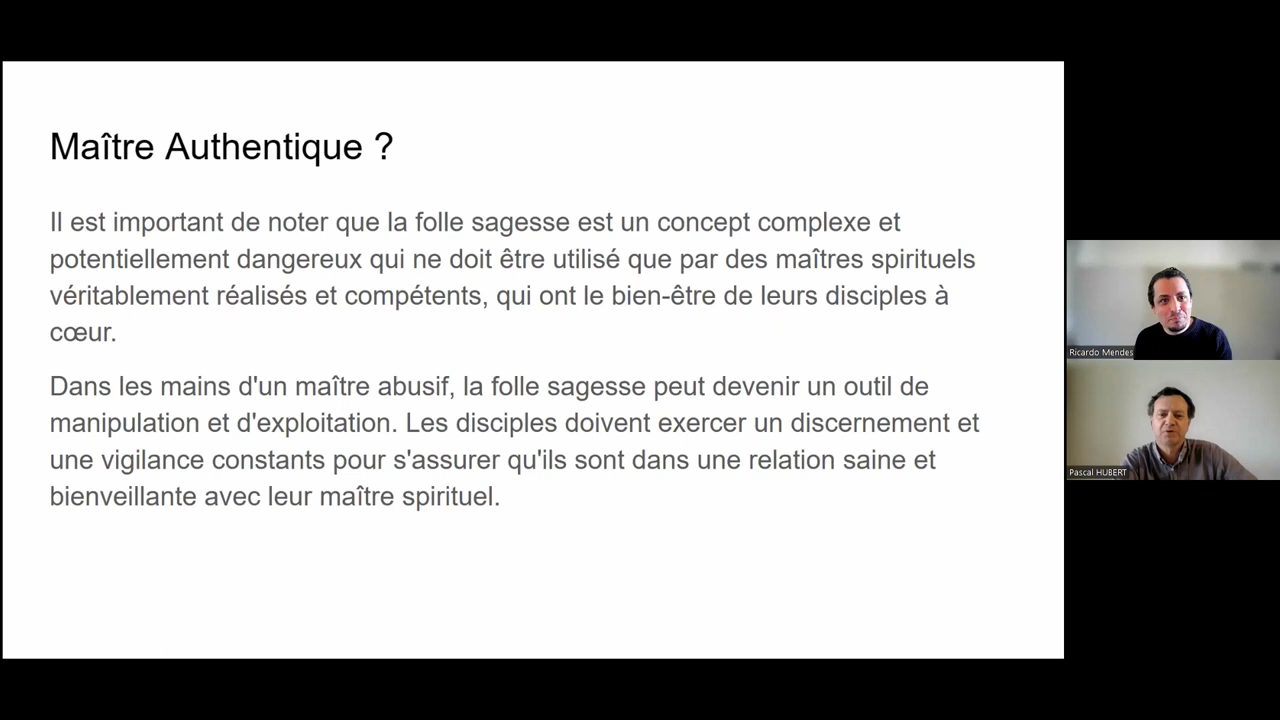 Maître Authentique ?
Il est important de noter que la folle sagesse est un concept complexe et
potentiellement dangereux qui ne doit être utilisé que par des maîtres spirituels
véritablement réalisés et compétents, qui ont le bien-être de leurs disciples à
cœur.
Dans les mains d'un maître abusif, la folle sagesse peut devenir un outil de
manipulation et d'exploitation. Les disciples doivent exercer un discernement et
une vigilance constants pour s'assurer qu'ils sont dans une relation saine et
bienveillante avec leur maître spirituel.
Ricardo Mendes
Pascal HUBERT